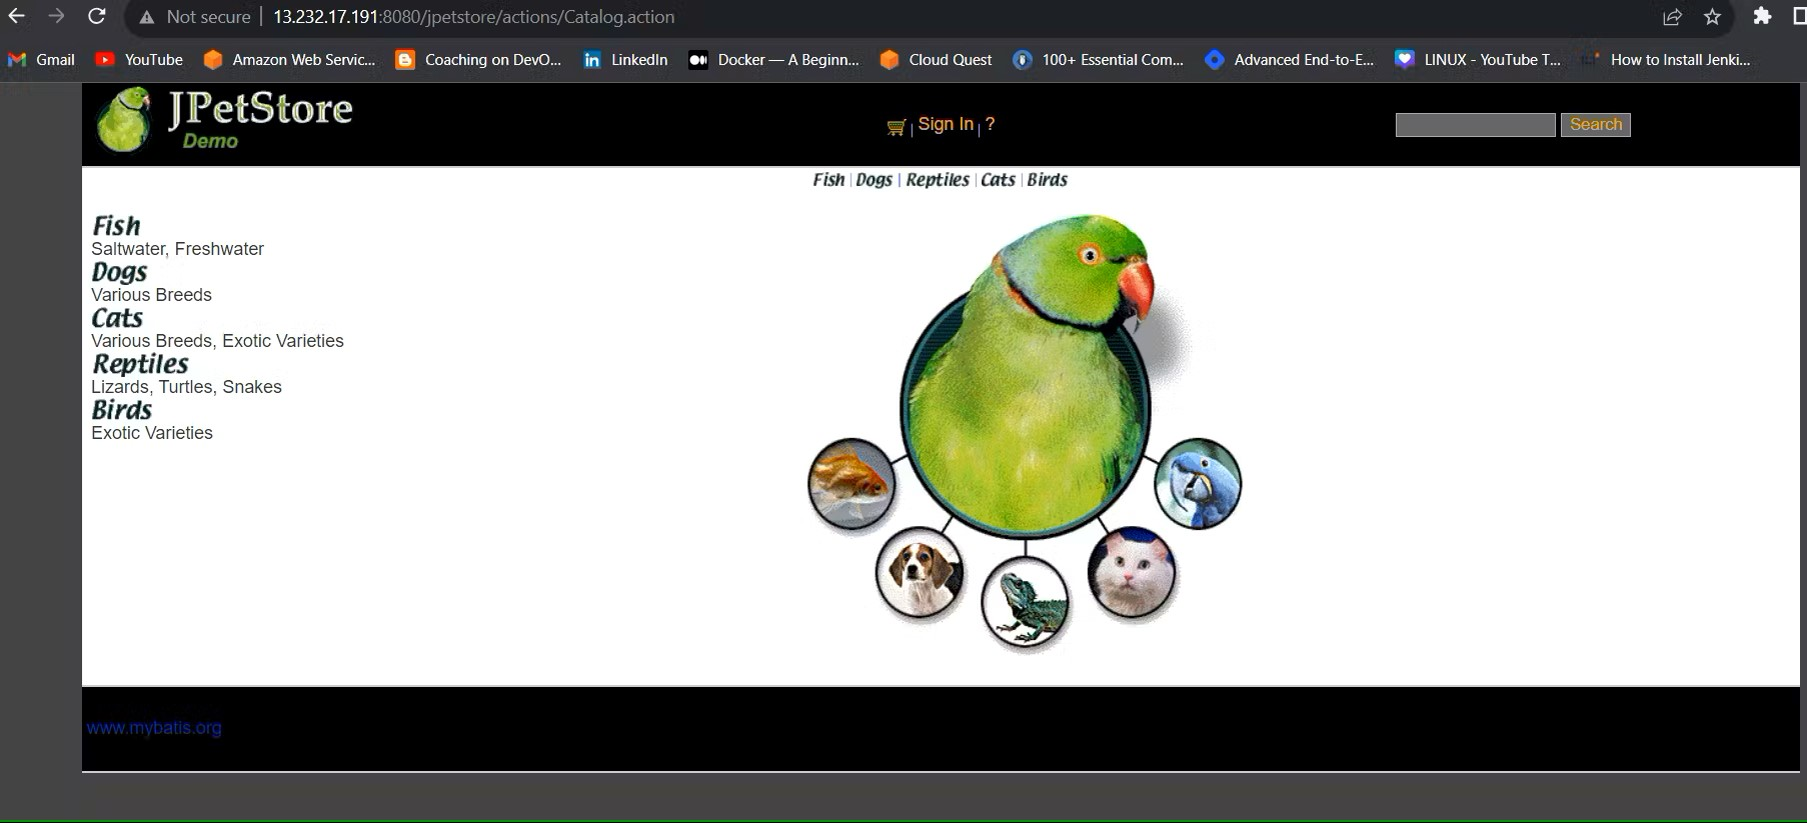 Not secure | 13.232.17.191:8080/jpetstore/actions/Catalog.action
Gmail YouTube Amazon Web Servic... Coaching on DevO... LinkedIn Docker — A Beginn... Cloud Quest 100+ Essential Com... Advanced End-to-E... LINUX - YouTube T... How to Install Jenki...
JPetStore
Demo
| Sign In | ?
Search
Fish | Dogs | Reptiles | Cats | Birds
Fish
Saltwater, Freshwater
Dogs
Various Breeds
Cats
Various Breeds, Exotic Varieties
Reptiles
Lizards, Turtles, Snakes
Birds
Exotic Varieties
www.mybatis.org